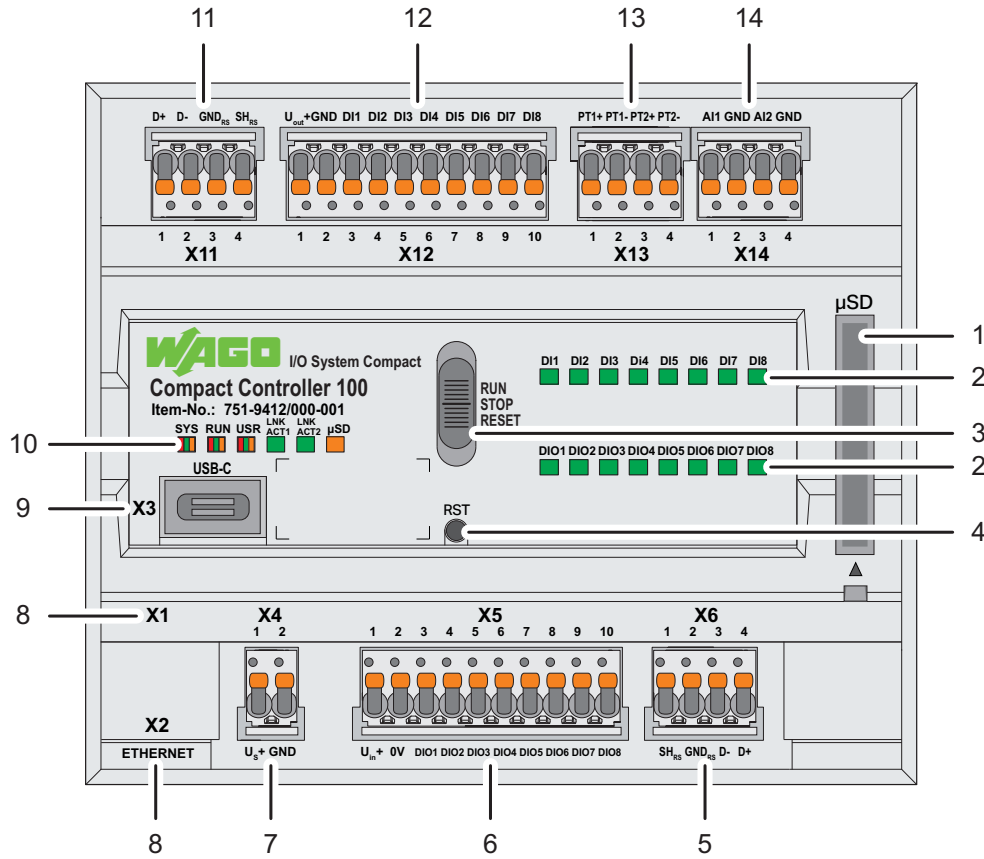 11 12 13 14
D+ D- GNDRS SHRS Uout+ GND DI1 DI2 DI3 DI4 DI5 DI6 DI7 DI8 PT1+ PT1- PT2+ PT2- AI1 GND AI2 GND
1 2 3 4 1 2 3 4 5 6 7 8 9 10 1 2 3 4 1 2 3 4
X11 X12 X13 X14
µSD
1
WAGO I/O System Compact
Compact Controller 100
Item-No.: 751-9412/000-001
SYS RUN USR LNK ACT1 LNK ACT2 µSD
10
RUN
STOP
RESET
3
DI1 DI2 DI3 Di4 DI5 DI6 DI7 DI8
2
DIO1 DIO2 DIO3 DIO4 DIO5 DIO6 DIO7 DIO8
2
USB-C
9 X3
RST
4
8 X1 X4 X5 X6
1 2 1 2 3 4 5 6 7 8 9 10 1 2 3 4
X2
ETHERNET
US+ GND Uin+ 0V DIO1 DIO2 DIO3 DIO4 DIO5 DIO6 DIO7 DIO8 SHRS GNDRS D- D+
8 7 6 5